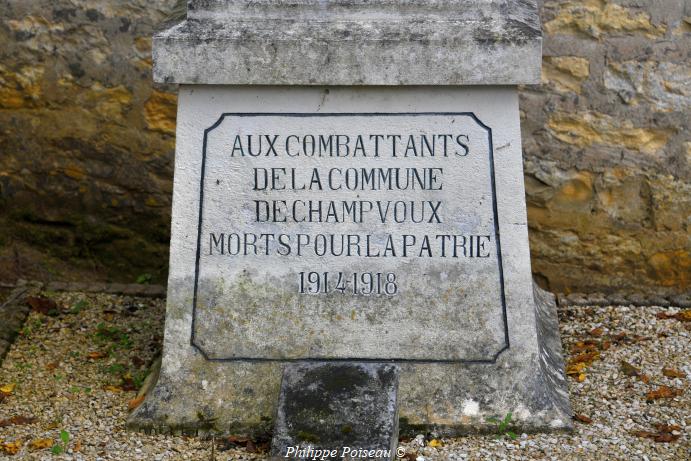 AUX COMBATTANTS
DE LA COMMUNE
DE CHAMPVOUX
MORTS POUR LA PATRIE
1914-1918
Philippe Poiseau ©